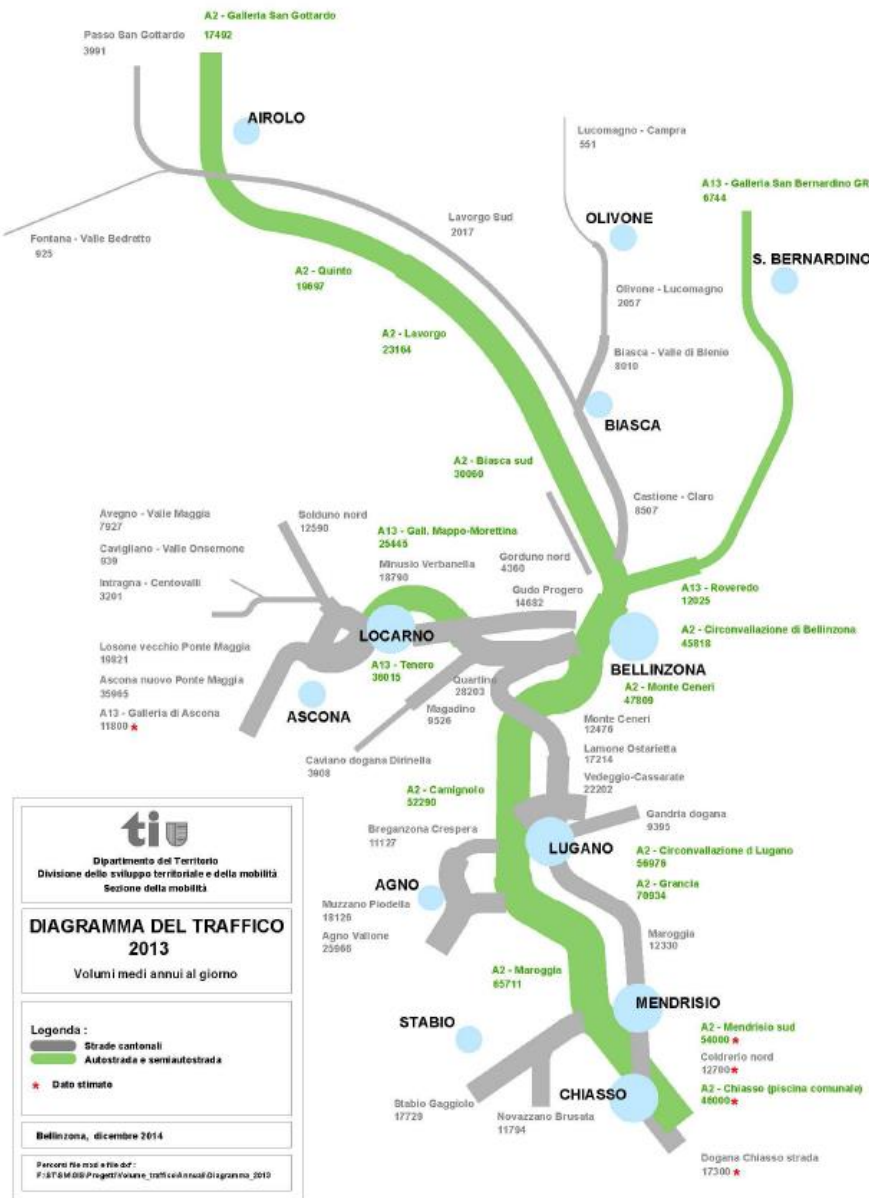 A2 - Galleria San Gottardo
17492
Passo San Gottardo
3991
AIROLO
Lucomagno - Campra
551
A13 - Galleria San Bernardino GR
6744
Lavorgo Sud
2017
OLIVONE
Fontana - Valle Bedretto
925
S. BERNARDINO
A2 - Quinto
19697
Olivone - Lucomagno
2057
A2 - Lavorgo
23164
Biasca - Valle di Blenio
8010
BIASCA
A2 - Biasca sud
30060
Castione - Claro
8507
Avegno - Valle Maggia
7927
Solduno nord
12590
A13 - Gall. Mappo-Morettina
25445
Cavigliano - Valle Onsernone
939
Minusio Verbanella
18790
Gorduno nord
4360
Intragna - Centovalli
3201
Gudo Progero
14682
A13 - Roveredo
12025
LOCARNO
A2 - Circonvallazione di Bellinzona
45818
Losone vecchio Ponte Maggia
19821
A13 - Tenero
36015
BELLINZONA
Ascona nuovo Ponte Maggia
35965
Quartino
28203
A2 - Monte Ceneri
47809
A13 - Galleria di Ascona
11800 *
ASCONA
Magadino
9526
Monte Ceneri
12476
Caviano dogana Dirinella
3908
Lamone Ostarietta
17214
Vedeggio-Cassarate
22202
A2 - Camignolo
52290
Gandria dogana
9395
Breganzona Crespera
11127
LUGANO
A2 - Circonvallazione d Lugano
56976
AGNO
A2 - Grancia
70934
Muzzano Piodella
18126
Agno Vallone
25966
Maroggia
12330
A2 - Maroggia
65711
MENDRISIO
STABIO
A2 - Mendrisio sud
54000 *
Coldrerio nord
12700 *
CHIASSO
A2 - Chiasso (piscina comunale)
46000 *
Stabio Gaggiolo
17729
Novazzano Brusata
11794
Dogana Chiasso strada
17300 *
ti
Dipartimento del Territorio
Divisione dello sviluppo territoriale e della mobilità
Sezione della mobilità
DIAGRAMMA DEL TRAFFICO
2013
Volumi medi annui al giorno
Legenda :
Strade cantonali
Autostrada e semiautostrada
* Dato stimato
Bellinzona, dicembre 2014
Percorsi file mxd e file dxf :